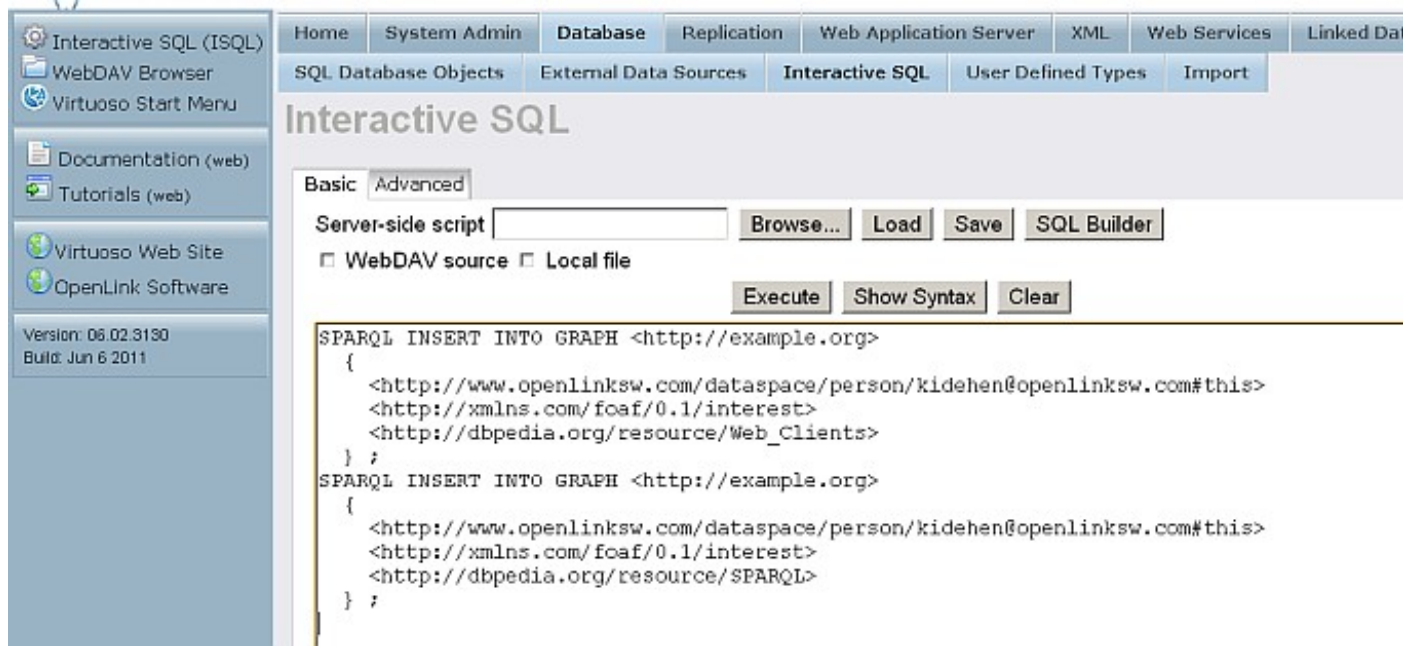 Interactive SQL (ISQL)
WebDAV Browser
Virtuoso Start Menu
Documentation (web)
Tutorials (web)
Virtuoso Web Site
OpenLink Software
Version: 06.02.3130
Build: Jun 6 2011
Home System Admin Database Replication Web Application Server XML Web Services Linked Dat
SQL Database Objects External Data Sources Interactive SQL User Defined Types Import
Interactive SQL
Basic Advanced
Server-side script Browse... Load Save SQL Builder
WebDAV source Local file
Execute Show Syntax Clear
SPARQL INSERT INTO GRAPH <http://example.org>
{
<http://www.openlinksw.com/dataspace/person/kidehen@openlinksw.com#this>
<http://xmlns.com/foaf/0.1/interest>
<http://dbpedia.org/resource/Web_Clients>
} ;
SPARQL INSERT INTO GRAPH <http://example.org>
{
<http://www.openlinksw.com/dataspace/person/kidehen@openlinksw.com#this>
<http://xmlns.com/foaf/0.1/interest>
<http://dbpedia.org/resource/SPARQL>
} ;